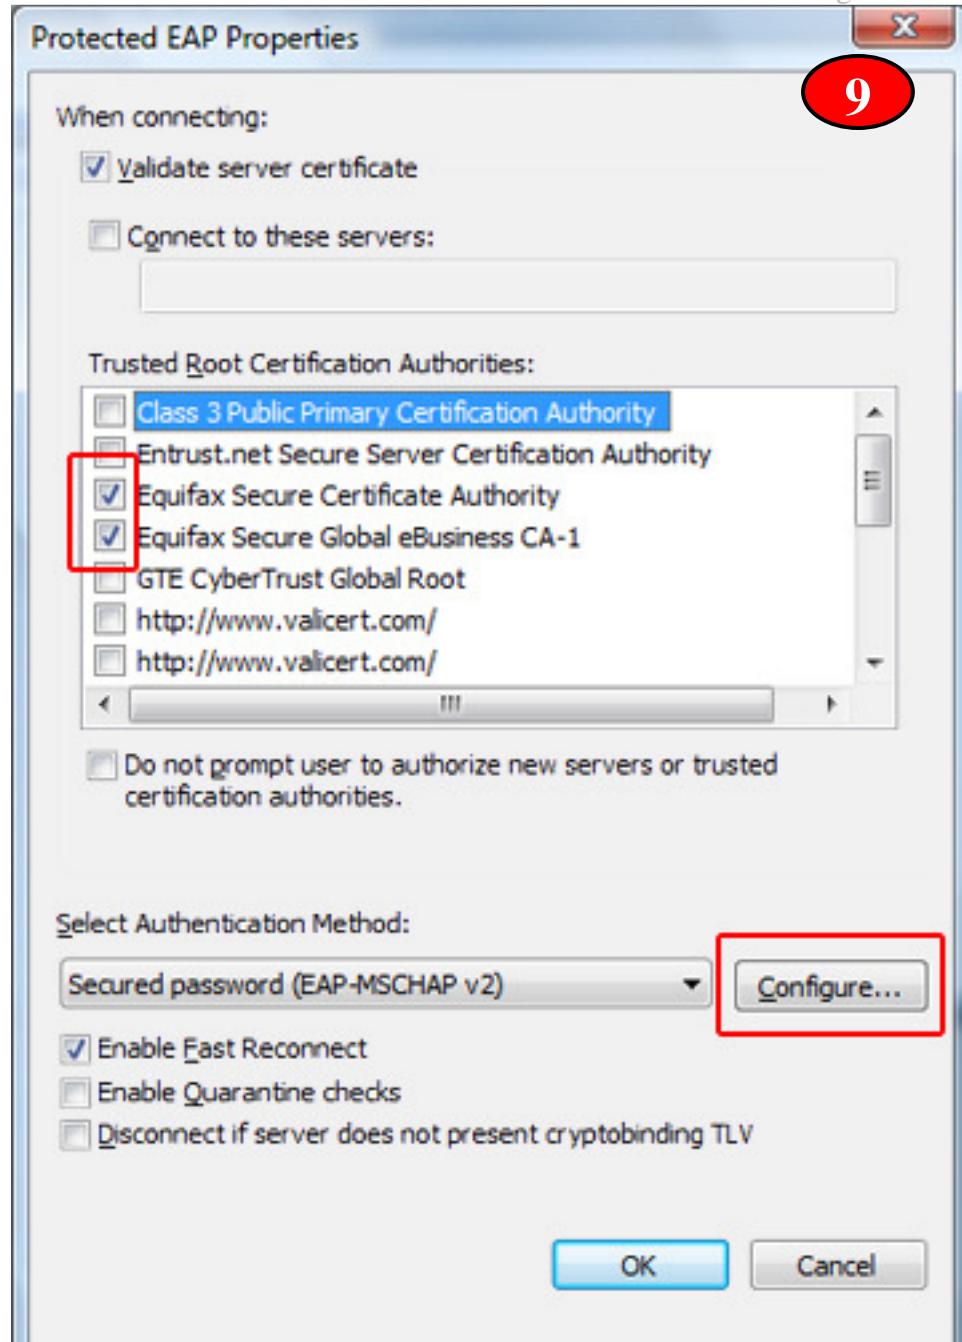 Protected EAP Properties
9
When connecting:
Validate server certificate
Connect to these servers:
Trusted Root Certification Authorities:
Class 3 Public Primary Certification Authority
Entrust.net Secure Server Certification Authority
Equifax Secure Certificate Authority
Equifax Secure Global eBusiness CA-1
GTE CyberTrust Global Root
http://www.valicert.com/
http://www.valicert.com/
Do not prompt user to authorize new servers or trusted
certification authorities.
Select Authentication Method:
Secured password (EAP-MSCHAP v2)
Configure...
Enable Fast Reconnect
Enable Quarantine checks
Disconnect if server does not present cryptobinding TLV
OK
Cancel